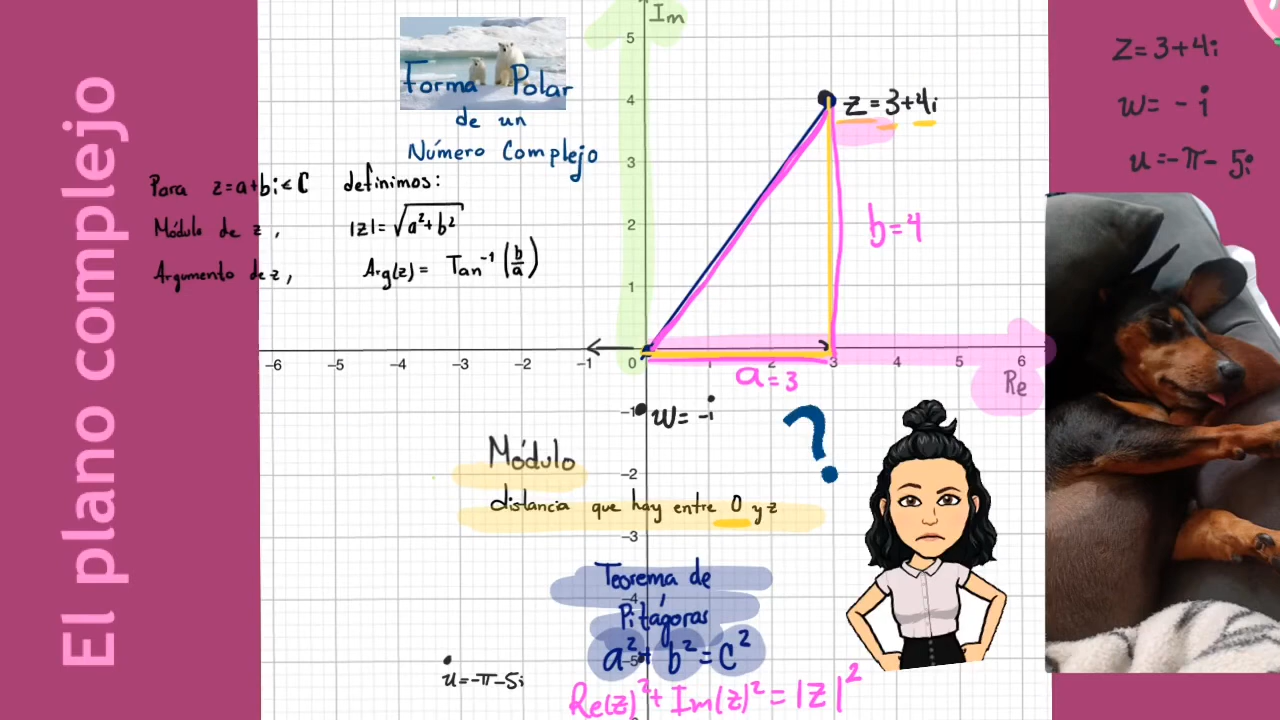 El plano complejo
Forma Polar
de un
Número Complejo
Para z=a+bi∈ℂ definimos:
Módulo de z, |z|=√a²+b²
Argumento de z, Arg(z)= Tan⁻¹(b/a)
Im
5
4
3
2
1
0
−6 −5 −4 −3 −2 −1 1 2 3 4 5 6
Re
−1
−2
−3
−4
−5
z=3+4i
b=4
a=3
w= -i
?
Módulo
distancia que hay entre 0 y z
Teorema de
Pitágoras
a²+ b²=c²
Re(z)²+Im(z)²=|z|²
u=-π-5i
z=3+4i
w= -i
u=-π-5i